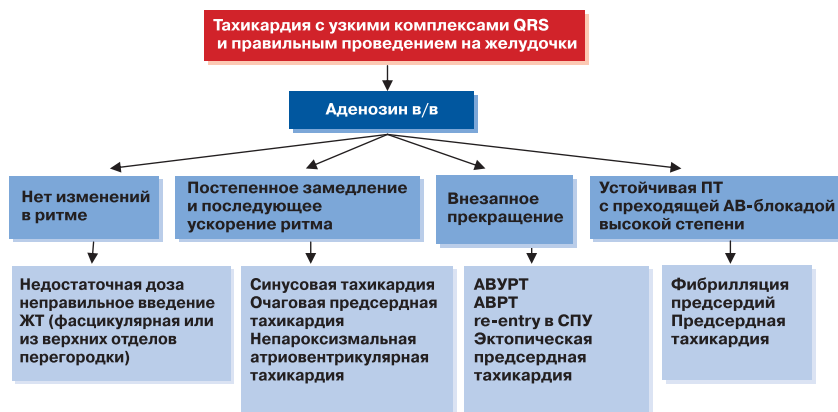 Тахикардия с узкими комплексами QRS
и правильным проведением на желудочки
Аденозин в/в
Нет изменений
в ритме
Постепенное замедление
и последующее
ускорение ритма
Внезапное
прекращение
Устойчивая ПТ
с преходящей АВ-блокадой
высокой степени
Недостаточная доза
неправильное введение
ЖТ (фасцикулярная или
из верхних отделов
перегородки)
Синусовая тахикардия
Очаговая предсердная
тахикардия
Непароксизмальная
атриовентрикулярная
тахикардия
АВУРТ
АВРТ
re-entry в СПУ
Эктопическая
предсердная
тахикардия
Фибрилляция
предсердий
Предсердная
тахикардия